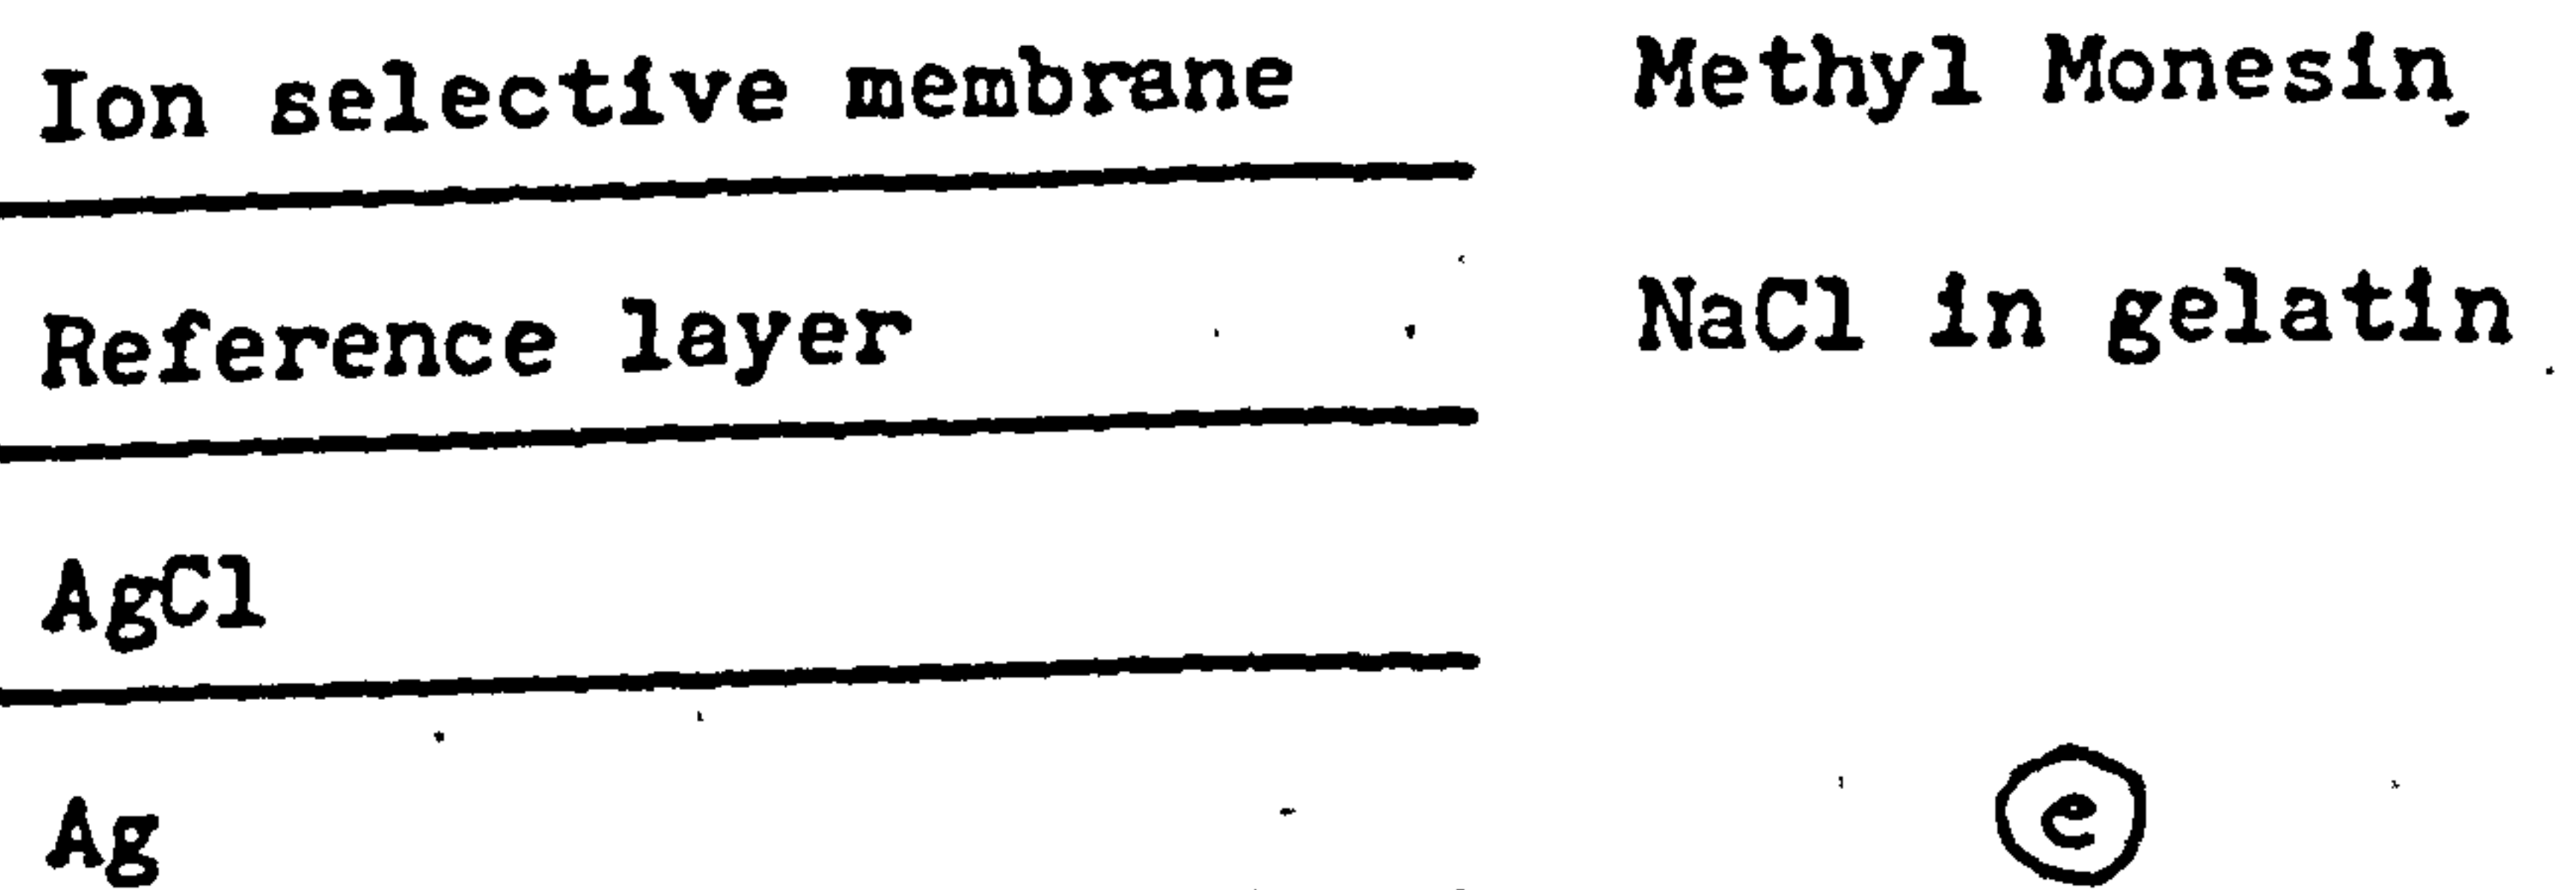 Ion selective membrane Methyl Monesin
Reference layer NaCl in gelatin
AgCl
Ag e